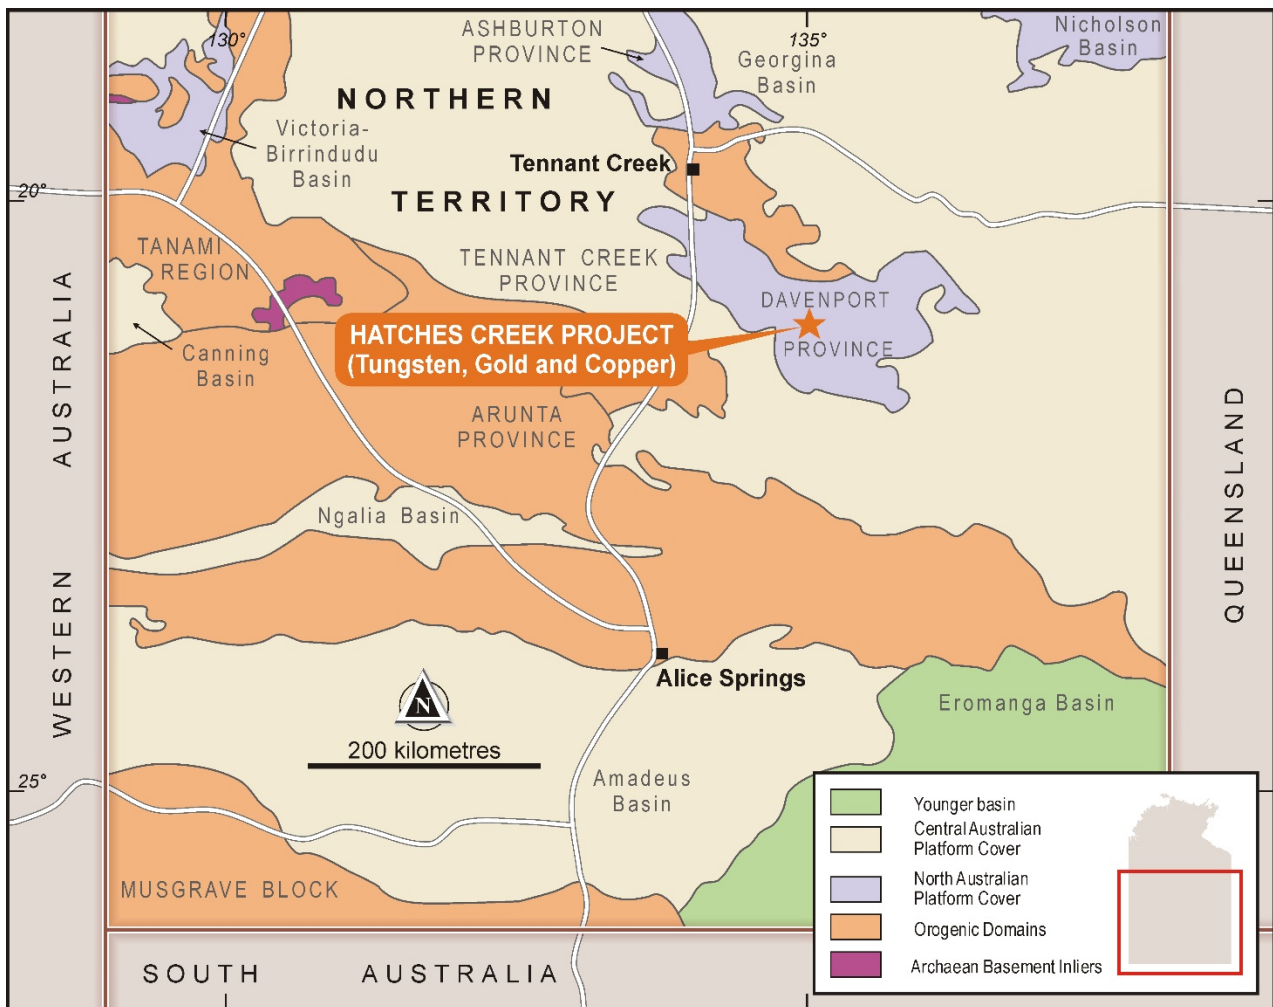 130°
ASHBURTON
PROVINCE
135°
Georgina
Basin
Nicholson
Basin
NORTHERN
Victoria-
Birrindudu
Basin
Tennant Creek
20°
TERRITORY
TANAMI
REGION
TENNANT CREEK
PROVINCE
DAVENPORT
PROVINCE
HATCHES CREEK PROJECT
(Tungsten, Gold and Copper)
Canning
Basin
ARUNTA
PROVINCE
WESTERN AUSTRALIA
QUEENSLAND
Ngalia Basin
Alice Springs
N
200 kilometres
Eromanga Basin
25°
Amadeus
Basin
MUSGRAVE BLOCK
SOUTH AUSTRALIA
Younger basin
Central Australian
Platform Cover
North Australian
Platform Cover
Orogenic Domains
Archaean Basement Inliers